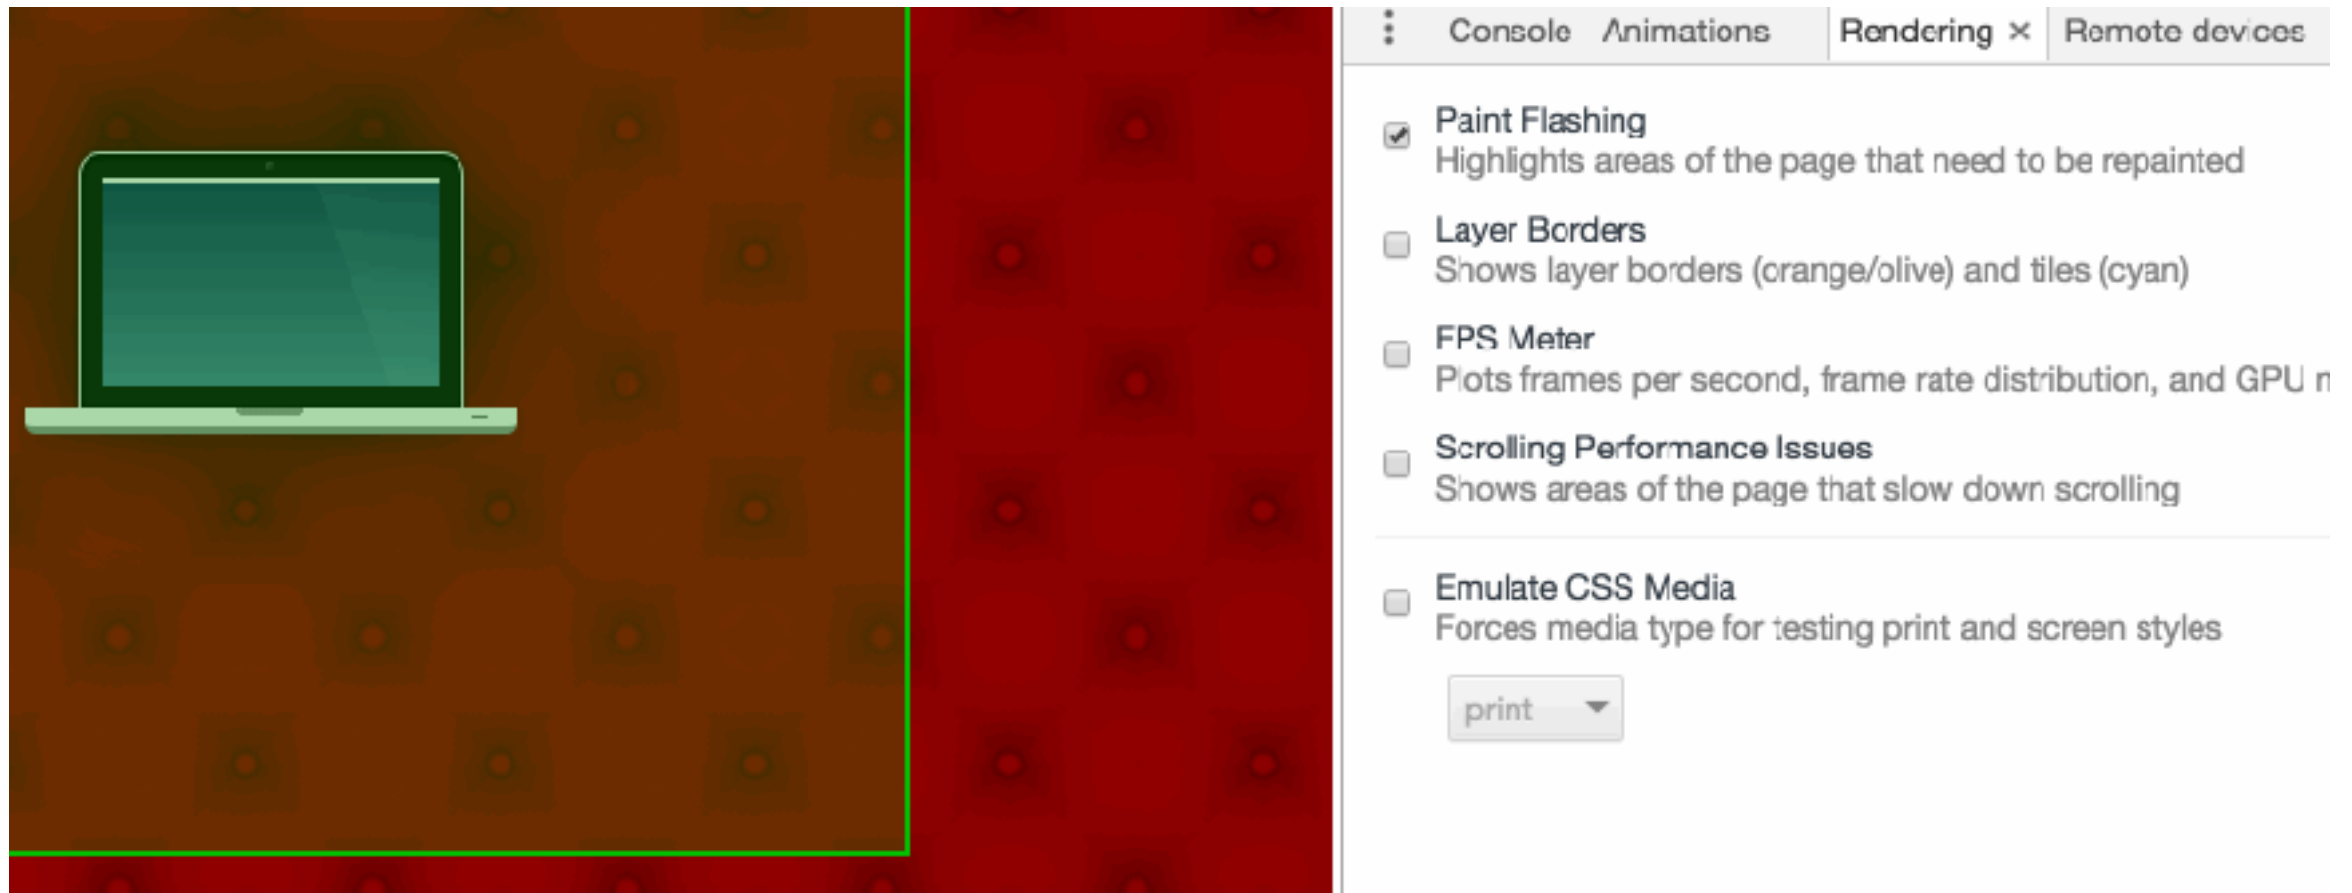 Console Animations Rendering × Remote devices
Paint Flashing
Highlights areas of the page that need to be repainted
Layer Borders
Shows layer borders (orange/olive) and tiles (cyan)
FPS Meter
Plots frames per second, frame rate distribution, and GPU
Scrolling Performance Issues
Shows areas of the page that slow down scrolling
Emulate CSS Media
Forces media type for testing print and screen styles
print